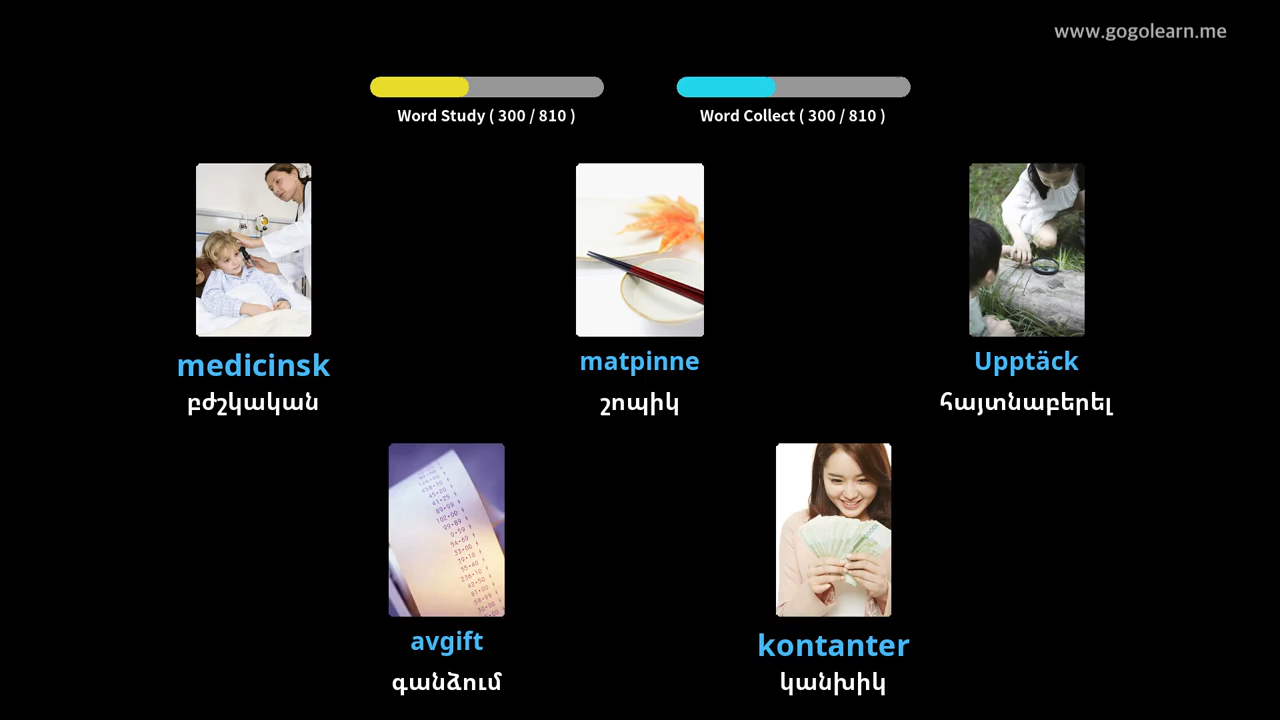 www.gogolearn.me
Word Study ( 300 / 810 )
Word Collect ( 300 / 810 )
medicinsk
բժշկական
matpinne
շոպիկ
Upptäck
հայտնաբերել
avgift
գանձում
kontanter
կանխիկ